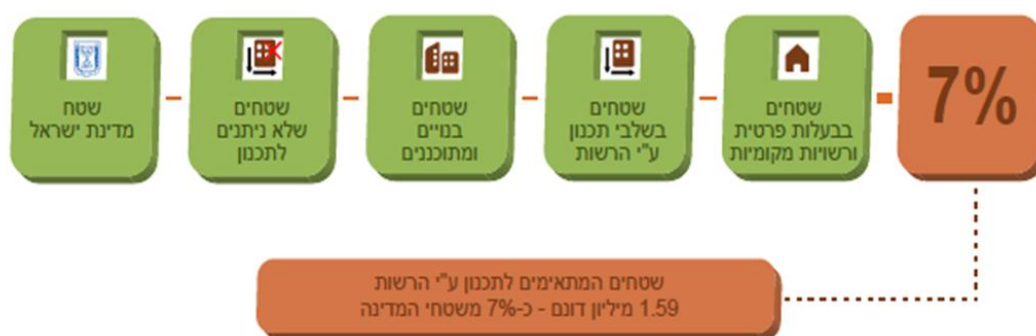 שטח
מדינת ישראל
שטחים
שלא ניתנים
לתכנון
שטחים
בנויים
ומתוכננים
שטחים
בשלבי תכנון
ע"י הרשות
שטחים
בבעלות פרטית
ורשויות מקומיות
7%
שטחים המתאימים לתכנון ע"י הרשות
1.59 מיליון דונם - כ-7% משטחי המדינה